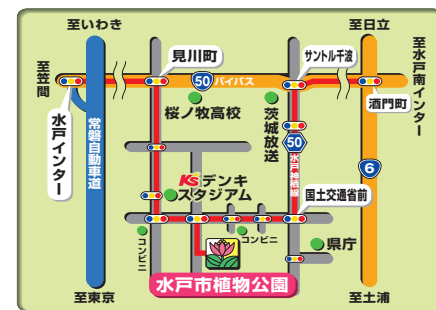 至いわき
至日立
至笠間
見川町
サントル千波
至水戸南インター
50 バイパス
酒門町
水戸インター
常磐自動車道
桜ノ牧高校
茨城放送
50
水戸神栖線
6
K'sデンキ
スタジアム
国土交通省前
コンビニ
コンビニ
県庁
水戸市植物公園
至東京
至土浦